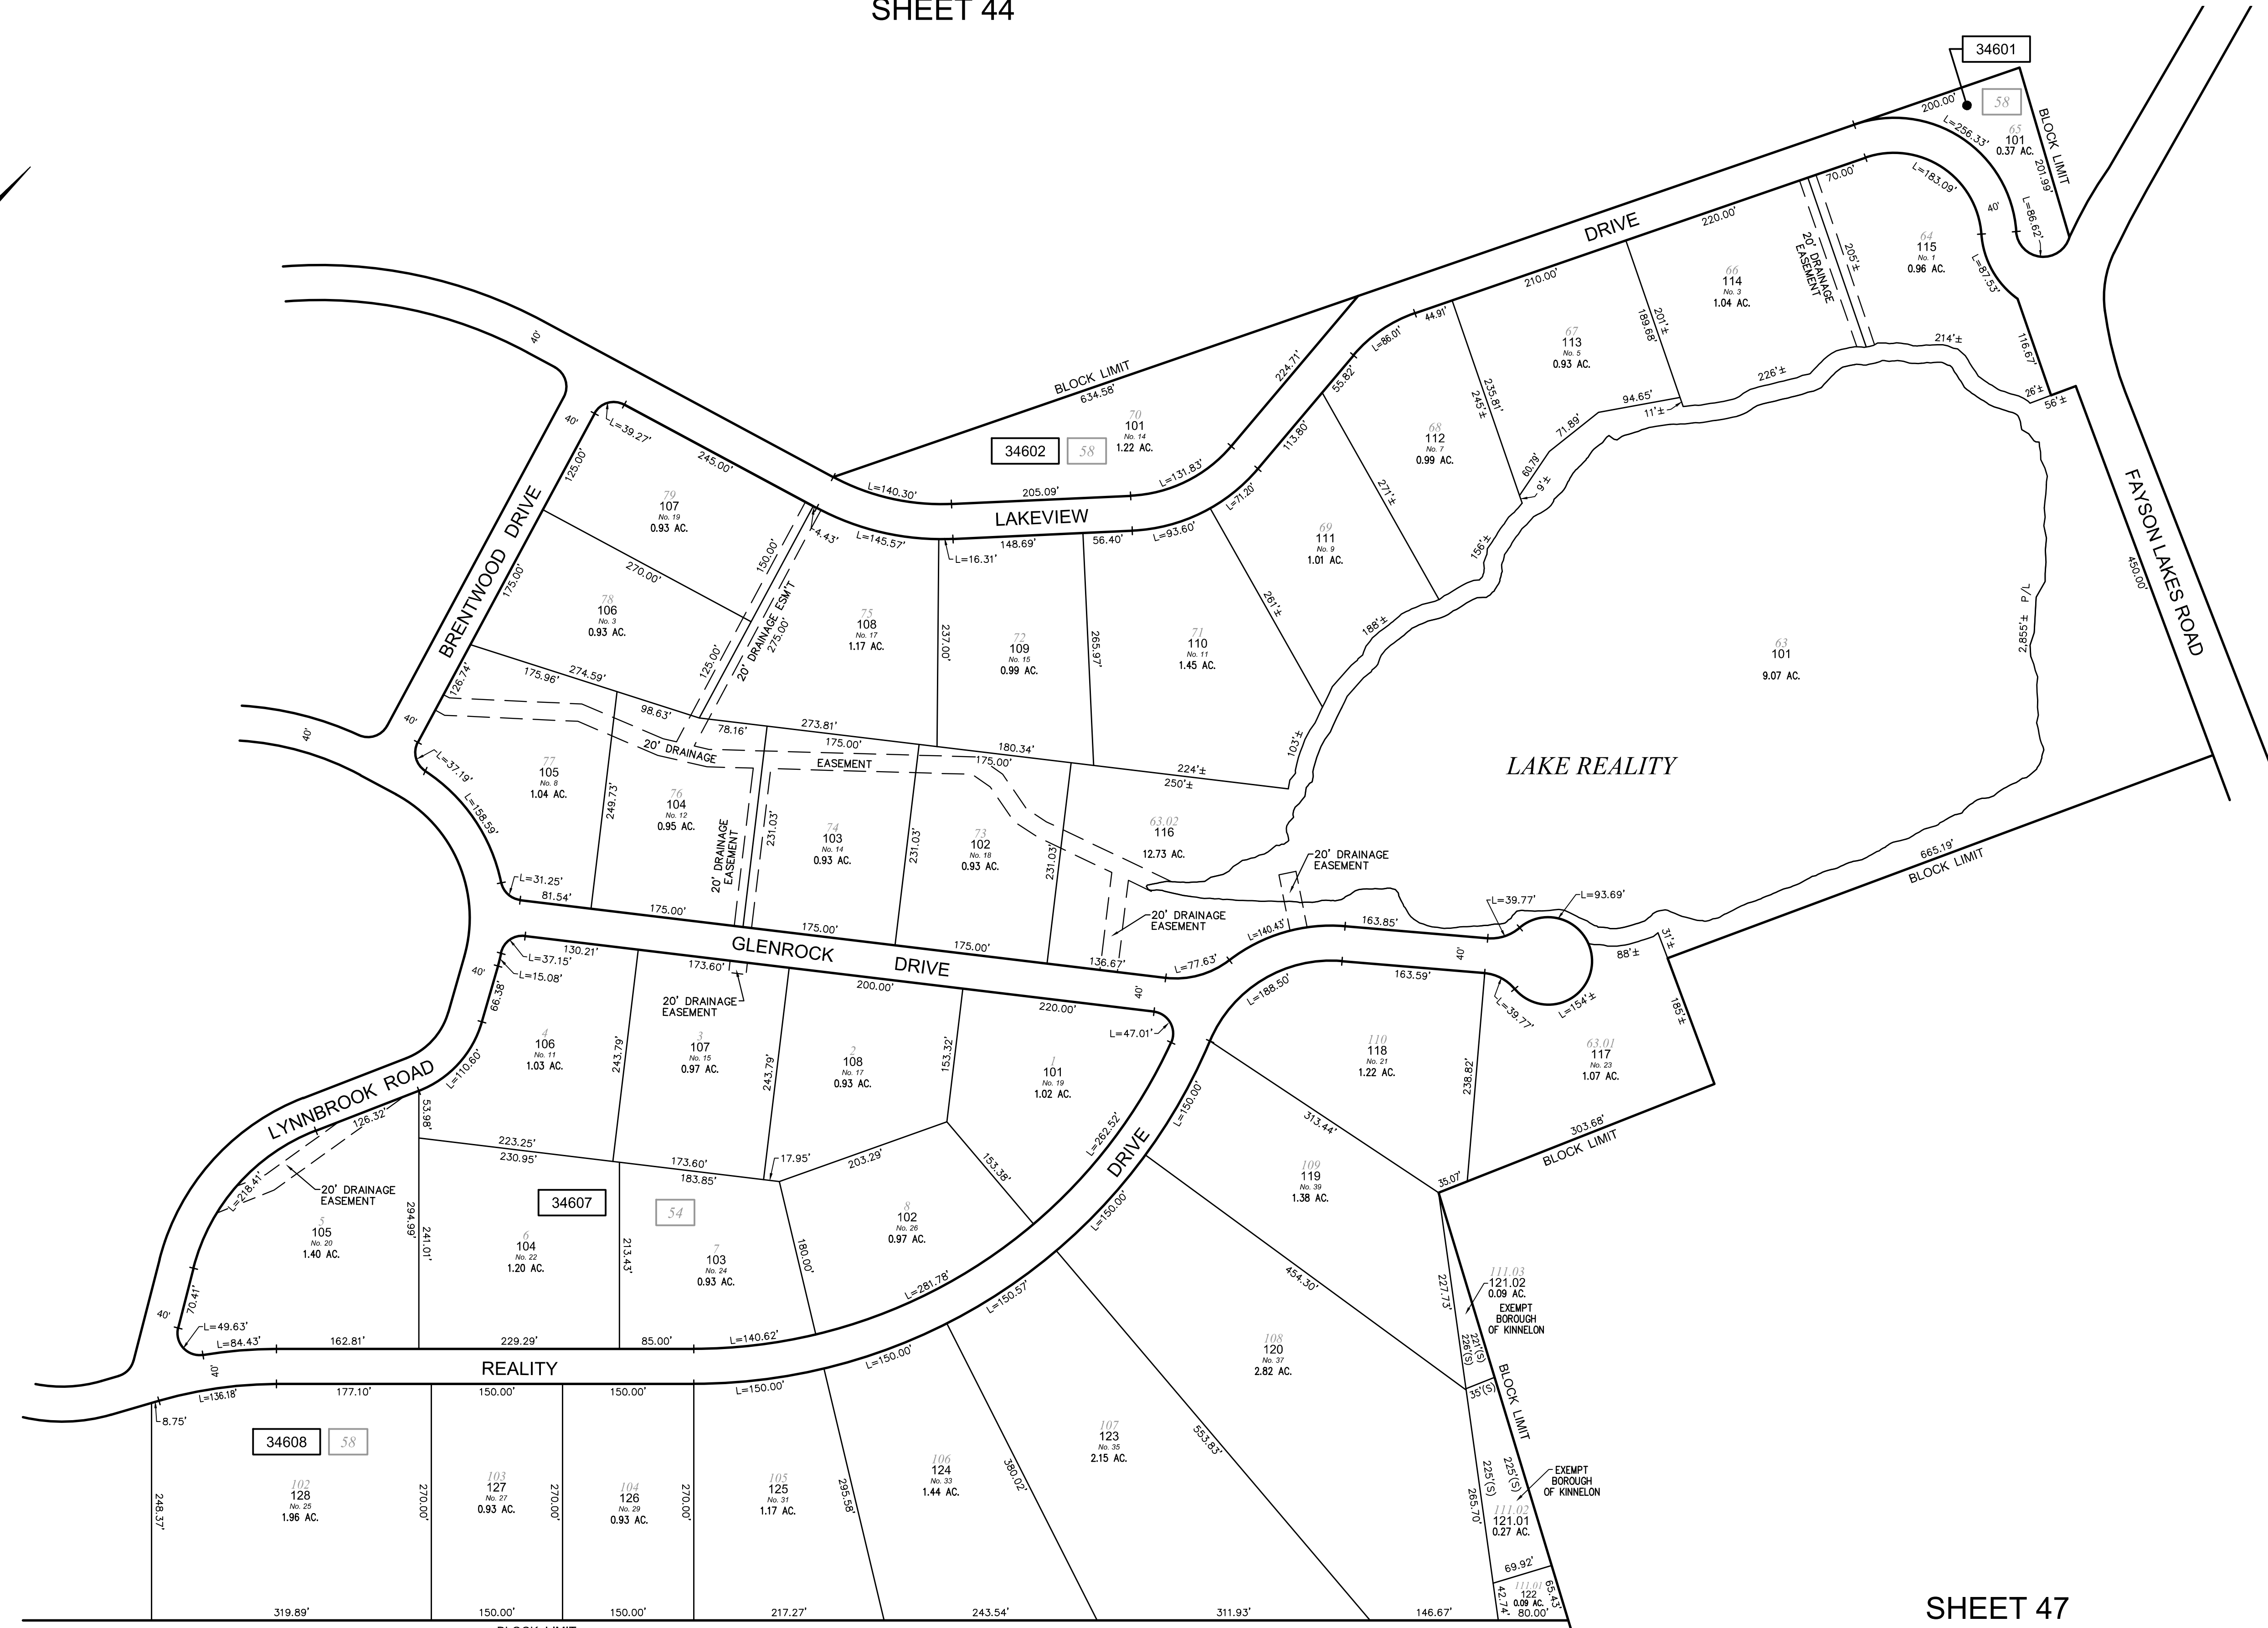 SHEET 44
34601
58
200.00'
65
101
0.37 AC.
BLOCK LIMIT
201.99'
L=256.33'
L=183.09'
40'
L=86.62'
L=87.53'
70.00'
220.00'
DRIVE
210.00'
20' DRAINAGE
EASEMENT
205'±
64
115
No. 1
0.96 AC.
116.67'
214'±
26'±
56'±
66
114
No. 3
1.04 AC.
201'±
189.68'
226'±
67
113
No. 5
0.93 AC.
94.65'
11'±
71.89'
60.79'
9'±
235.81'
245'±
44.91'
L=86.01'
55.82'
224.71'
113.80'
68
112
No. 7
0.99 AC.
271'±
156'±
BLOCK LIMIT
634.58'
70
101
No. 14
1.22 AC.
34602
58
L=140.30'
205.09'
L=131.83'
LAKEVIEW
L=71.20'
L=93.60'
56.40'
148.69'
L=16.31'
L=145.57'
4.43'
40'
40'
L=39.27'
245.00'
125.00'
BRENTWOOD DRIVE
175.00'
79
107
No. 19
0.93 AC.
150.00'
270.00'
78
106
No. 3
0.93 AC.
125.00'
20' DRAINAGE ESM'T
275.00'
75
108
No. 17
1.17 AC.
237.00'
72
109
No. 15
0.99 AC.
265.97'
71
110
No. 11
1.45 AC.
69
111
No. 9
1.01 AC.
261'±
188'±
103'±
63
101
9.07 AC.
2,855'± P/L
FAYSON LAKES ROAD
450.00'
LAKE REALITY
665.19'
BLOCK LIMIT
126.74'
175.96'
274.59'
98.63'
78.16'
273.81'
175.00'
180.34'
175.00'
224'±
250'±
20' DRAINAGE
EASEMENT
40'
40'
L=37.19'
L=158.59'
77
105
No. 8
1.04 AC.
249.73'
76
104
No. 12
0.95 AC.
20' DRAINAGE
EASEMENT
231.03'
74
103
No. 14
0.93 AC.
231.03'
73
102
No. 18
0.93 AC.
231.03'
63.02
116
12.73 AC.
20' DRAINAGE
EASEMENT
20' DRAINAGE
EASEMENT
L=31.25'
81.54'
175.00'
175.00'
175.00'
136.67'
L=77.63'
L=140.43'
163.85'
L=39.77'
L=93.69'
GLENROCK DRIVE
40'
40'
163.59'
L=39.77'
L=154'±
88'±
31'±
185'±
L=188.50'
40'
L=37.15'
L=15.08'
130.21'
173.60'
200.00'
220.00'
L=47.01'
66.38'
L=110.60'
20' DRAINAGE
EASEMENT
4
106
No. 11
1.03 AC.
243.79'
3
107
No. 15
0.97 AC.
243.79'
2
108
No. 17
0.93 AC.
153.32'
1
101
No. 19
1.02 AC.
L=262.52'
110
118
No. 21
1.22 AC.
238.82'
63.01
117
No. 23
1.07 AC.
303.68'
BLOCK LIMIT
35.07'
313.44'
L=150.00'
DRIVE
L=150.00'
LYNNBROOK ROAD
126.32'
53.98'
223.25'
230.95'
173.60'
17.95'
183.85'
203.29'
153.38'
L=218.41'
20' DRAINAGE
EASEMENT
34607
54
5
105
No. 20
1.40 AC.
294.99'
241.01'
6
104
No. 22
1.20 AC.
213.43'
7
103
No. 24
0.93 AC.
180.00'
8
102
No. 26
0.97 AC.
109
119
No. 39
1.38 AC.
454.30'
227.73'
111.03
121.02
0.09 AC.
EXEMPT
BOROUGH
OF KINNELON
221'(S)
226'(S)
35'(S)
BLOCK LIMIT
70.41'
40'
L=49.63'
L=84.43'
162.81'
229.29'
85.00'
L=140.62'
L=281.78'
L=150.57'
REALITY
40'
8.75'
L=136.18'
177.10'
150.00'
150.00'
L=150.00'
L=150.00'
34608
58
248.37'
102
128
No. 25
1.96 AC.
270.00'
103
127
No. 27
0.93 AC.
270.00'
104
126
No. 29
0.93 AC.
270.00'
105
125
No. 31
1.17 AC.
295.58'
106
124
No. 33
1.44 AC.
380.02'
107
123
No. 35
2.15 AC.
553.83'
108
120
No. 37
2.82 AC.
225'(S)
225'(S)
265.70'
EXEMPT
BOROUGH
OF KINNELON
111.02
121.01
0.27 AC.
69.92'
42.74'
111.01
122
0.09 AC.
65.43'
80.00'
319.89'
150.00'
150.00'
217.27'
243.54'
311.93'
146.67'
BLOCK LIMIT
SHEET 47